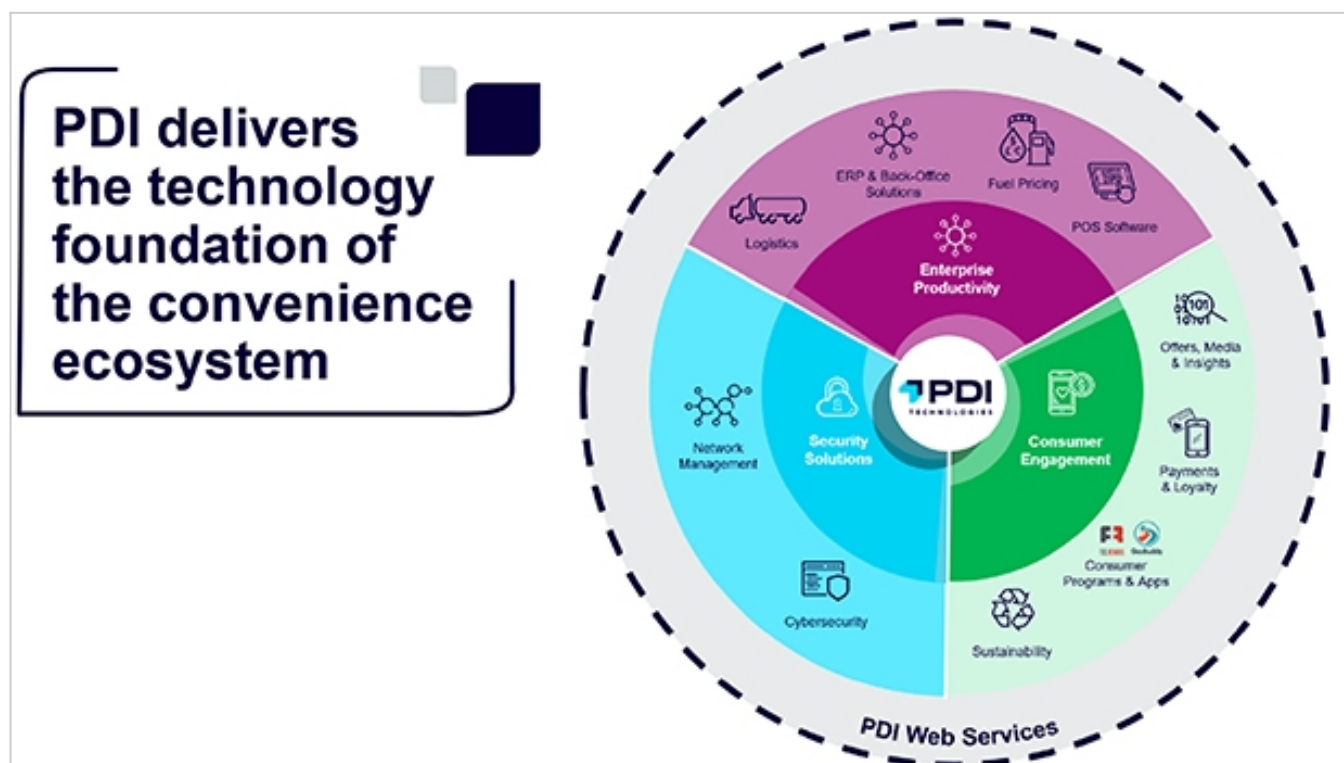 PDI delivers
the technology
foundation of
the convenience
ecosystem
ERP & Back-Office
Solutions
Fuel Pricing
POS Software
Logistics
Enterprise
Productivity
Offers, Media
& Insights
Network
Management
Security
Solutions
PDI
TECHNOLOGIES
Consumer
Engagement
Payments
& Loyalty
Consumer
Programs & Apps
Cybersecurity
Sustainability
PDI Web Services